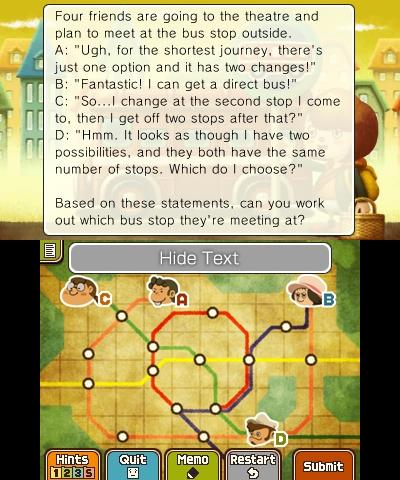 Four friends are going to the theatre and
plan to meet at the bus stop outside.
A: "Ugh, for the shortest journey, there's
just one option and it has two changes!"
B: "Fantastic! I can get a direct bus!"
C: "So...I change at the second stop I come
to, then I get off two stops after that?"
D: "Hmm. It looks as though I have two
possibilities, and they both have the same
number of stops. Which do I choose?"
Based on these statements, can you work
out which bus stop they're meeting at?
Hide Text
C
A
B
D
Hints
1 2 3 S
Quit
Memo
Restart
Submit